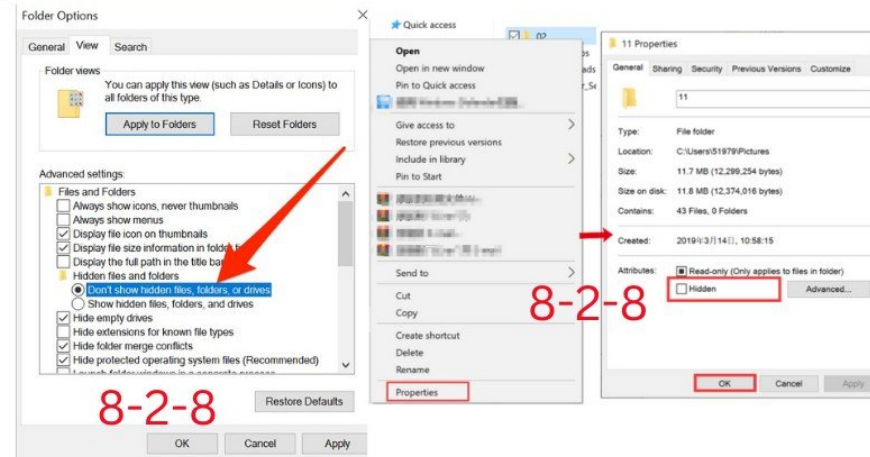 Folder Options
General View Search
Folder views
You can apply this view (such as Details or Icons) to
all folders of this type.
Apply to Folders Reset Folders
Advanced settings:
Files and Folders
Always show icons, never thumbnails
Always show menus
Display file icon on thumbnails
Display file size information in folder
Display the full path in the title bar
Hidden files and folders
Don't show hidden files, folders, or drives
Show hidden files, folders, and drives
Hide empty drives
Hide extensions for known file types
Hide folder merge conflicts
Hide protected operating system files (Recommended)
Launch folder windows in a separate process
8-2-8
Restore Defaults
OK Cancel Apply
Quick access
02
Open
Open in new window
Pin to Quick access
Give access to
Restore previous versions
Include in library
Pin to Start
Send to
Cut
Copy
Create shortcut
Delete
Rename
Properties
8-2-8
11 Properties
General Sharing Security Previous Versions Customize
11
Type: File folder
Location: C:\Users\51979\Pictures
Size: 11.7 MB (12,299,254 bytes)
Size on disk: 11.8 MB (12,374,016 bytes)
Contains: 43 Files, 0 Folders
Created: 2019年3月14日, 10:58:15
Attributes: Read-only (Only applies to files in folder)
Hidden Advanced...
OK Cancel Apply